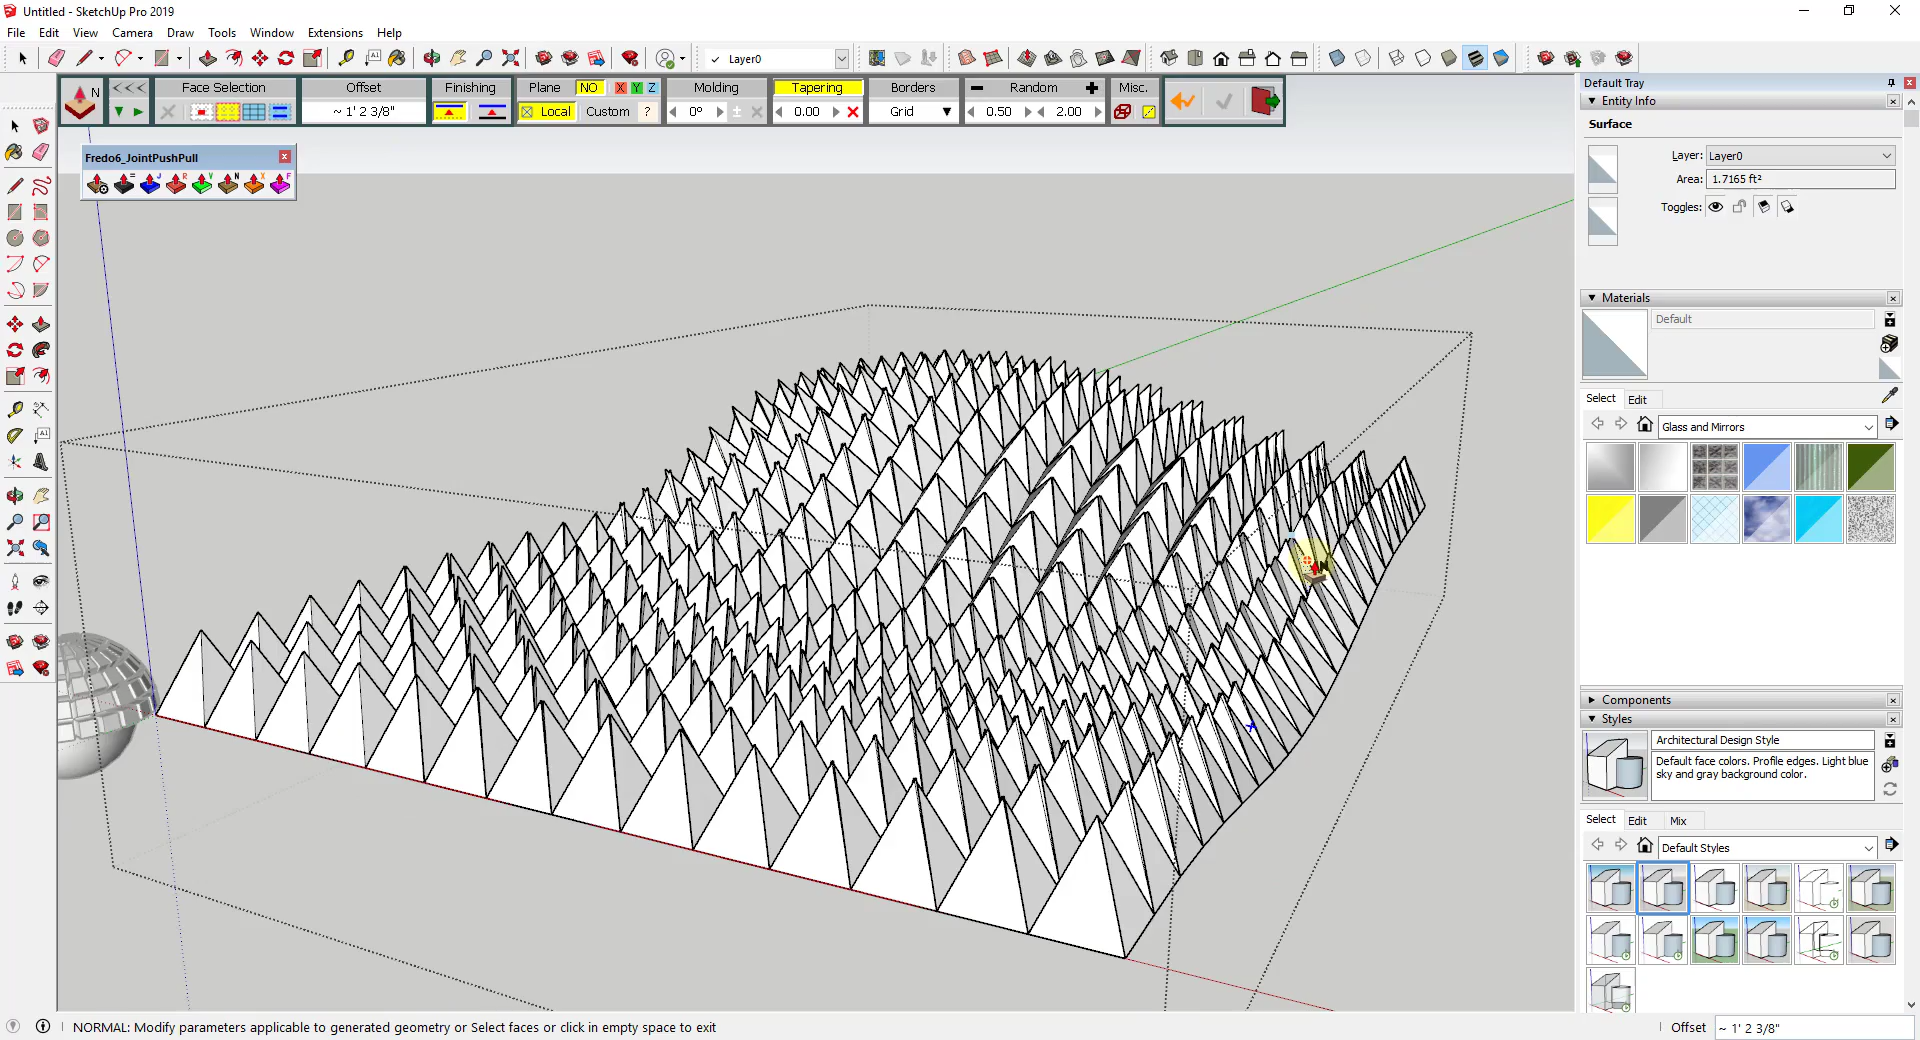 Untitled - SketchUp Pro 2019
File Edit View Camera Draw Tools Window Extensions Help
Layer0
N <<< Face Selection Offset Finishing Plane NO X Y Z Molding Tapering Borders Random Misc.
~ 1' 2 3/8" Local Custom ? 0° ± 0.00 Grid 0.50 2.00
Fredo6_JointPushPull
J R V N X F
Default Tray
Entity Info
Surface
Layer: Layer0
Area: 1.7165 ft²
Toggles:
Materials
Default
Select Edit
Glass and Mirrors
Components
Styles
Architectural Design Style
Default face colors. Profile edges. Light blue
sky and gray background color.
Select Edit Mix
Default Styles
NORMAL: Modify parameters applicable to generated geometry or Select faces or click in empty space to exit
Offset ~ 1' 2 3/8"